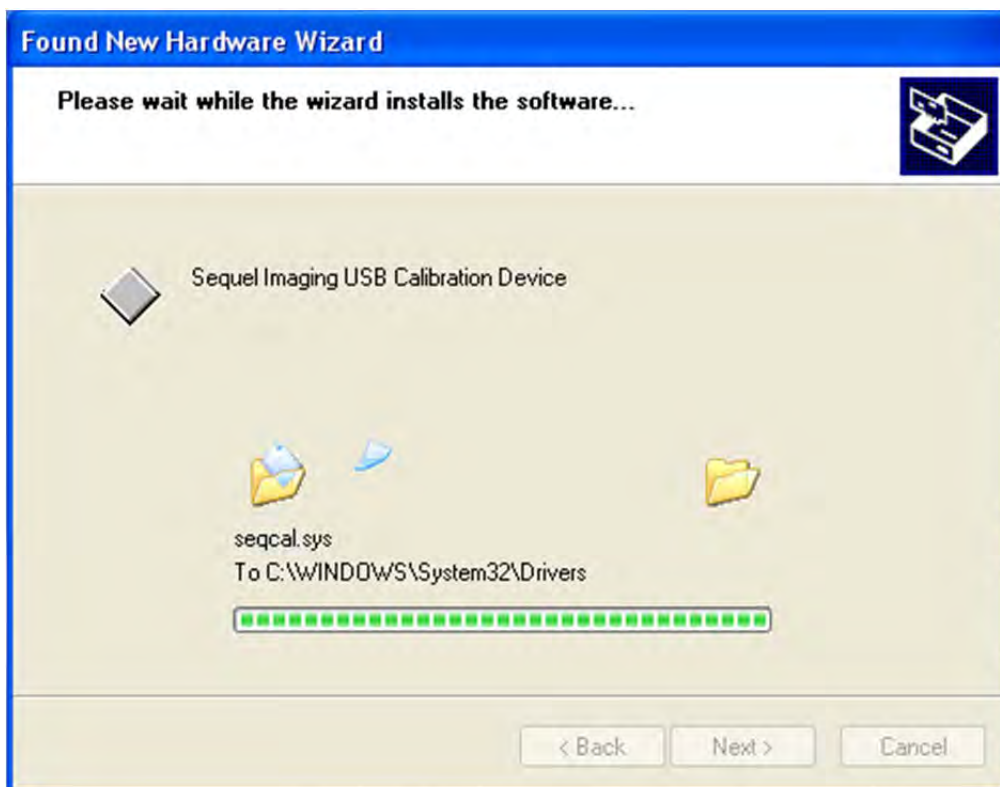 Found New Hardware Wizard
Please wait while the wizard installs the software...
Sequel Imaging USB Calibration Device
seqcal.sys
To C:\WINDOWS\System32\Drivers
< Back Next > Cancel